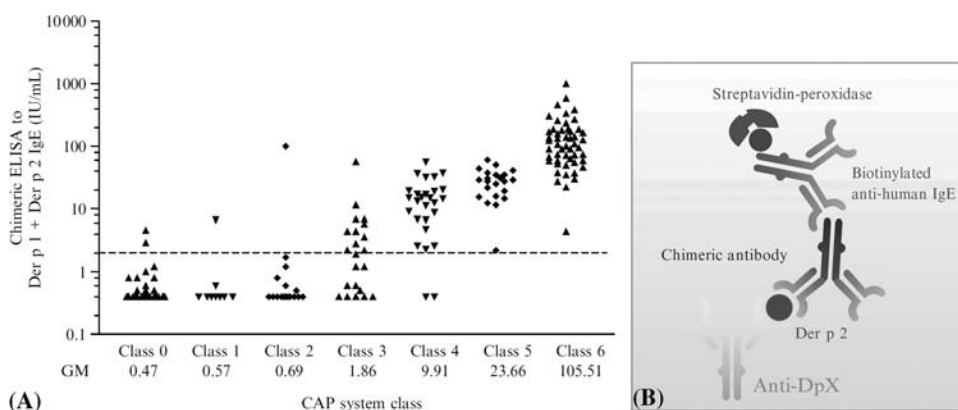 10000
1000
100
10
1
0.1
Chimeric ELISA to
Der p 1 + Der p 2 IgE (IU/mL)
Class 0 Class 1 Class 2 Class 3 Class 4 Class 5 Class 6
GM 0.47 0.57 0.69 1.86 9.91 23.66 105.51
(A) CAP system class
Streptavidin-peroxidase
Biotinylated
anti-human IgE
Chimeric antibody
Der p 2
Anti-DpX
(B)